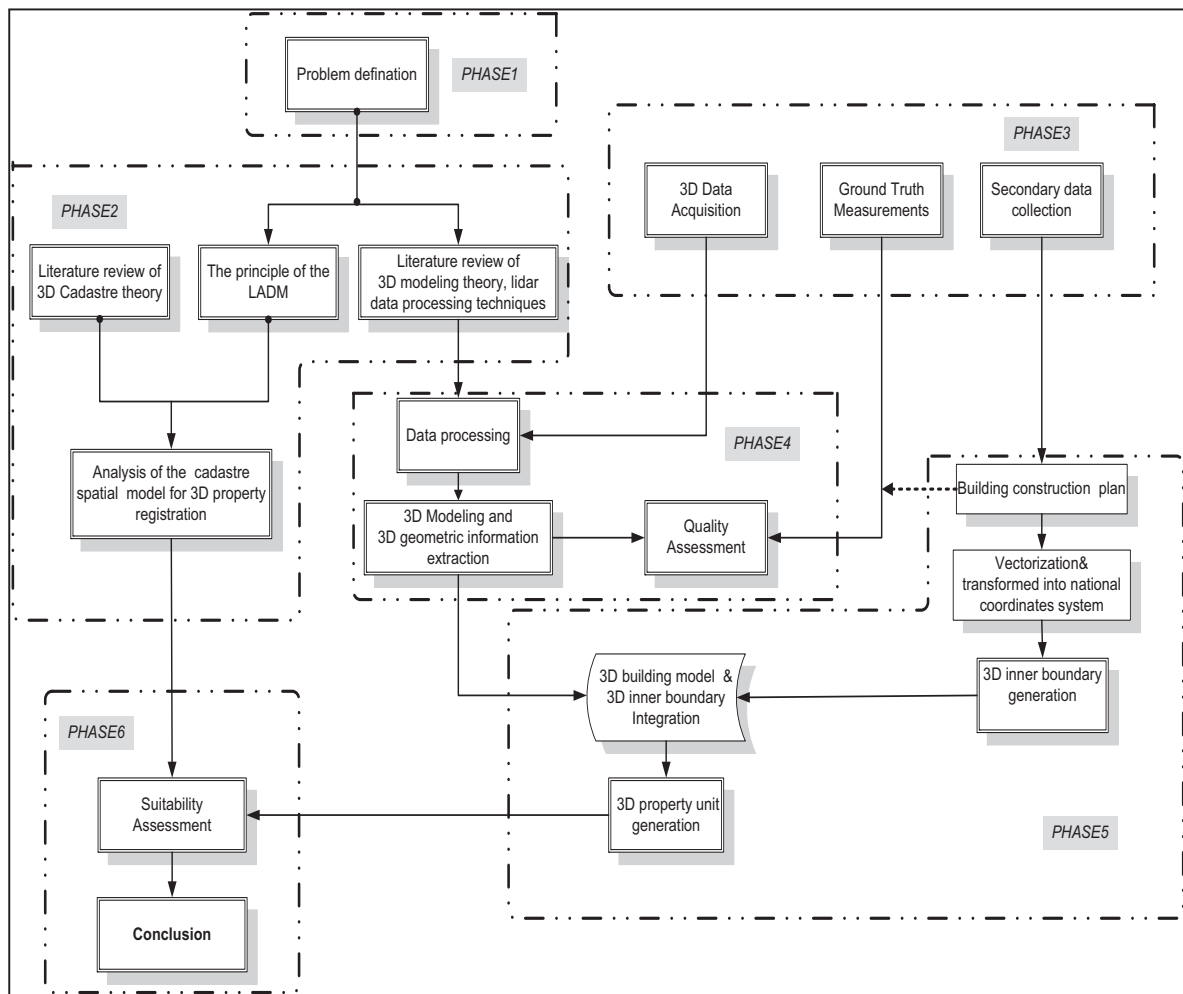 Problem defination
PHASE1
PHASE3
3D Data
Acquisition
Ground Truth
Measurements
Secondary data
collection
PHASE2
Literature review of
3D Cadastre theory
The principle of the
LADM
Literature review of
3D modeling theory, lidar
data processing techniques
Data processing
PHASE4
Analysis of the cadastre
spatial model for 3D property
registration
Building construction plan
3D Modeling and
3D geometric information
extraction
Quality
Assessment
Vectorization&
transformed into national
coordinates system
3D building model &
3D inner boundary
Integration
3D inner boundary
generation
PHASE6
Suitability
Assessment
3D property unit
generation
PHASE5
Conclusion